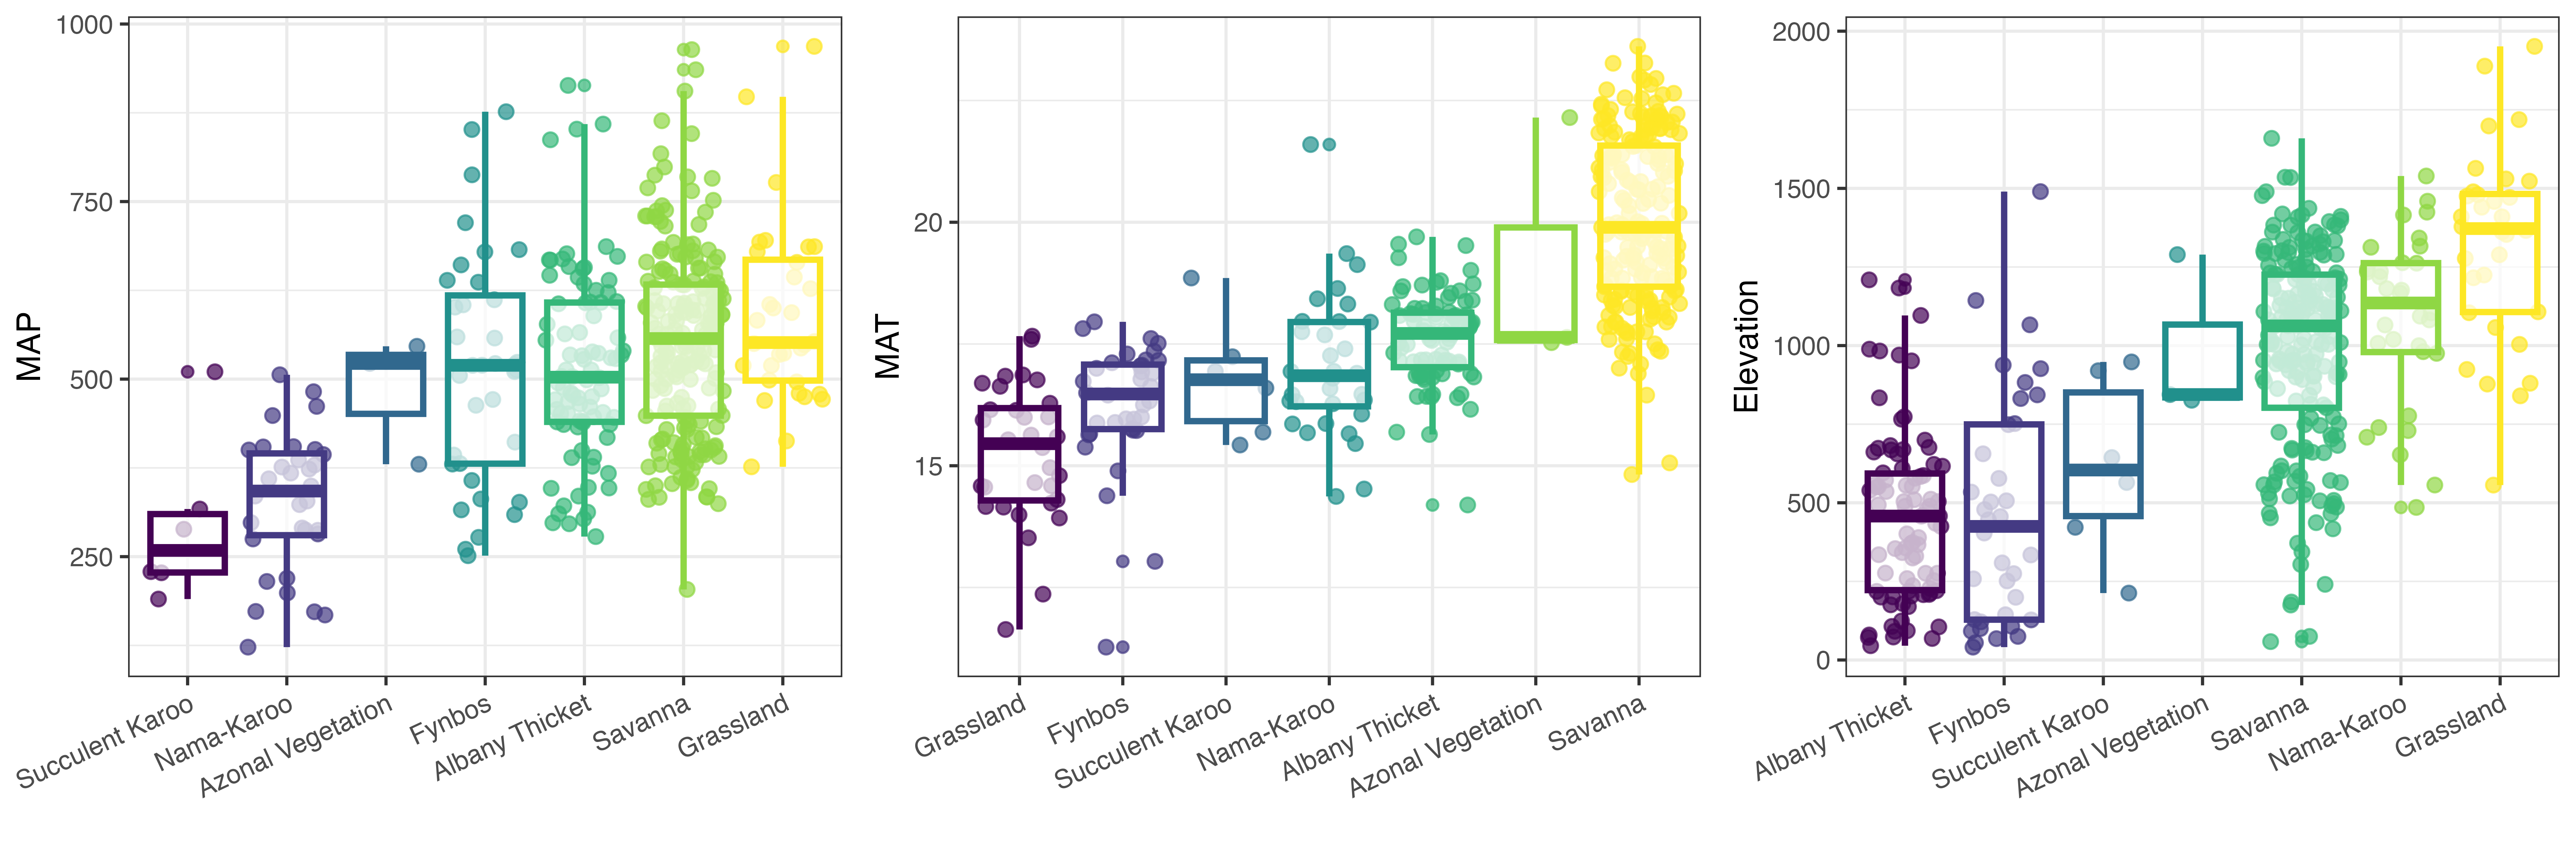 MAP
1000
750
500
250
Succulent Karoo
Nama-Karoo
Azonal Vegetation
Fynbos
Albany Thicket
Savanna
Grassland
MAT
20
15
Grassland
Fynbos
Succulent Karoo
Nama-Karoo
Albany Thicket
Azonal Vegetation
Savanna
Elevation
2000
1500
1000
500
0
Albany Thicket
Fynbos
Succulent Karoo
Azonal Vegetation
Savanna
Nama-Karoo
Grassland